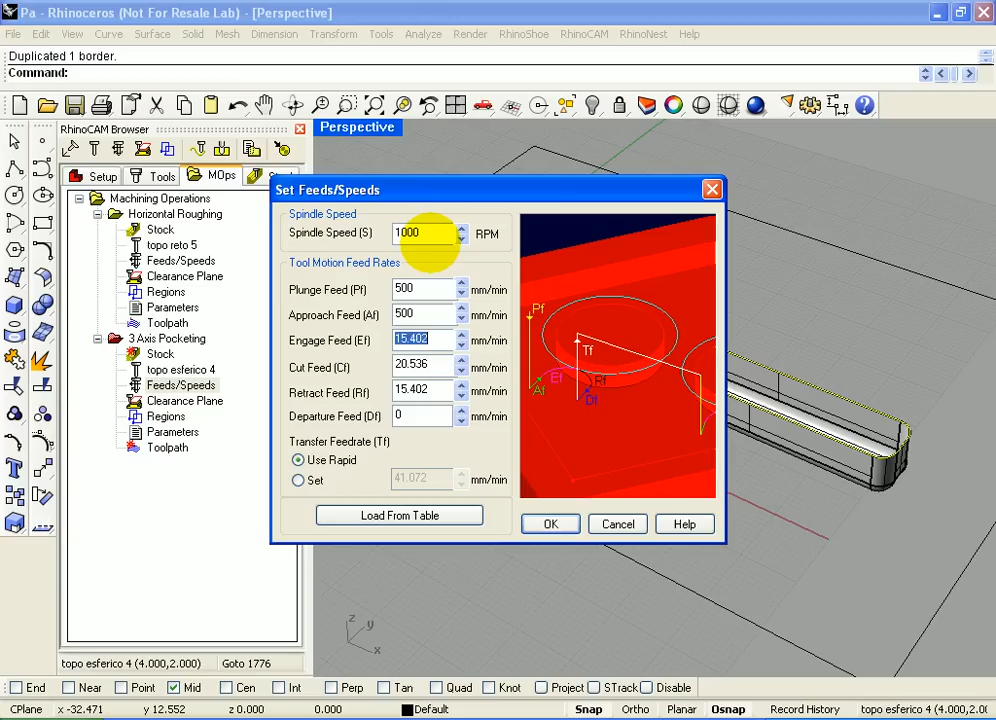 Pa - Rhinoceros (Not For Resale Lab) - [Perspective]
File Edit View Curve Surface Solid Mesh Dimension Transform Tools Analyze Render RhinoShoe RhinoCAM RhinoNest Help
Duplicated 1 border.
Command:
RhinoCAM Browser
Perspective
Setup Tools MOps
Machining Operations
Horizontal Roughing
Stock
topo reto 5
Feeds/Speeds
Clearance Plane
Regions
Parameters
Toolpath
3 Axis Pocketing
Stock
topo esferico 4
Feeds/Speeds
Clearance Plane
Regions
Parameters
Toolpath
Set Feeds/Speeds
Spindle Speed
Spindle Speed (S) 1000 RPM
Tool Motion Feed Rates
Plunge Feed (Pf) 500 mm/min
Approach Feed (Af) 500 mm/min
Engage Feed (Ef) 15.402 mm/min
Cut Feed (Cf) 20.536 mm/min
Retract Feed (Rf) 15.402 mm/min
Departure Feed (Df) 0 mm/min
Transfer Feedrate (Tf)
Use Rapid
Set 41.072 mm/min
Load From Table
OK Cancel Help
Pf
Tf
Ef Rf
Af Df
z y
x
topo esferico 4 (4.000,2.000) Goto 1776
End Near Point Mid Cen Int Perp Tan Quad Knot Project STrack Disable
CPlane x -32.471 y 12.552 z 0.000 0.000 Default Snap Ortho Planar Osnap Record History topo esferico 4 (4.000,2.0(